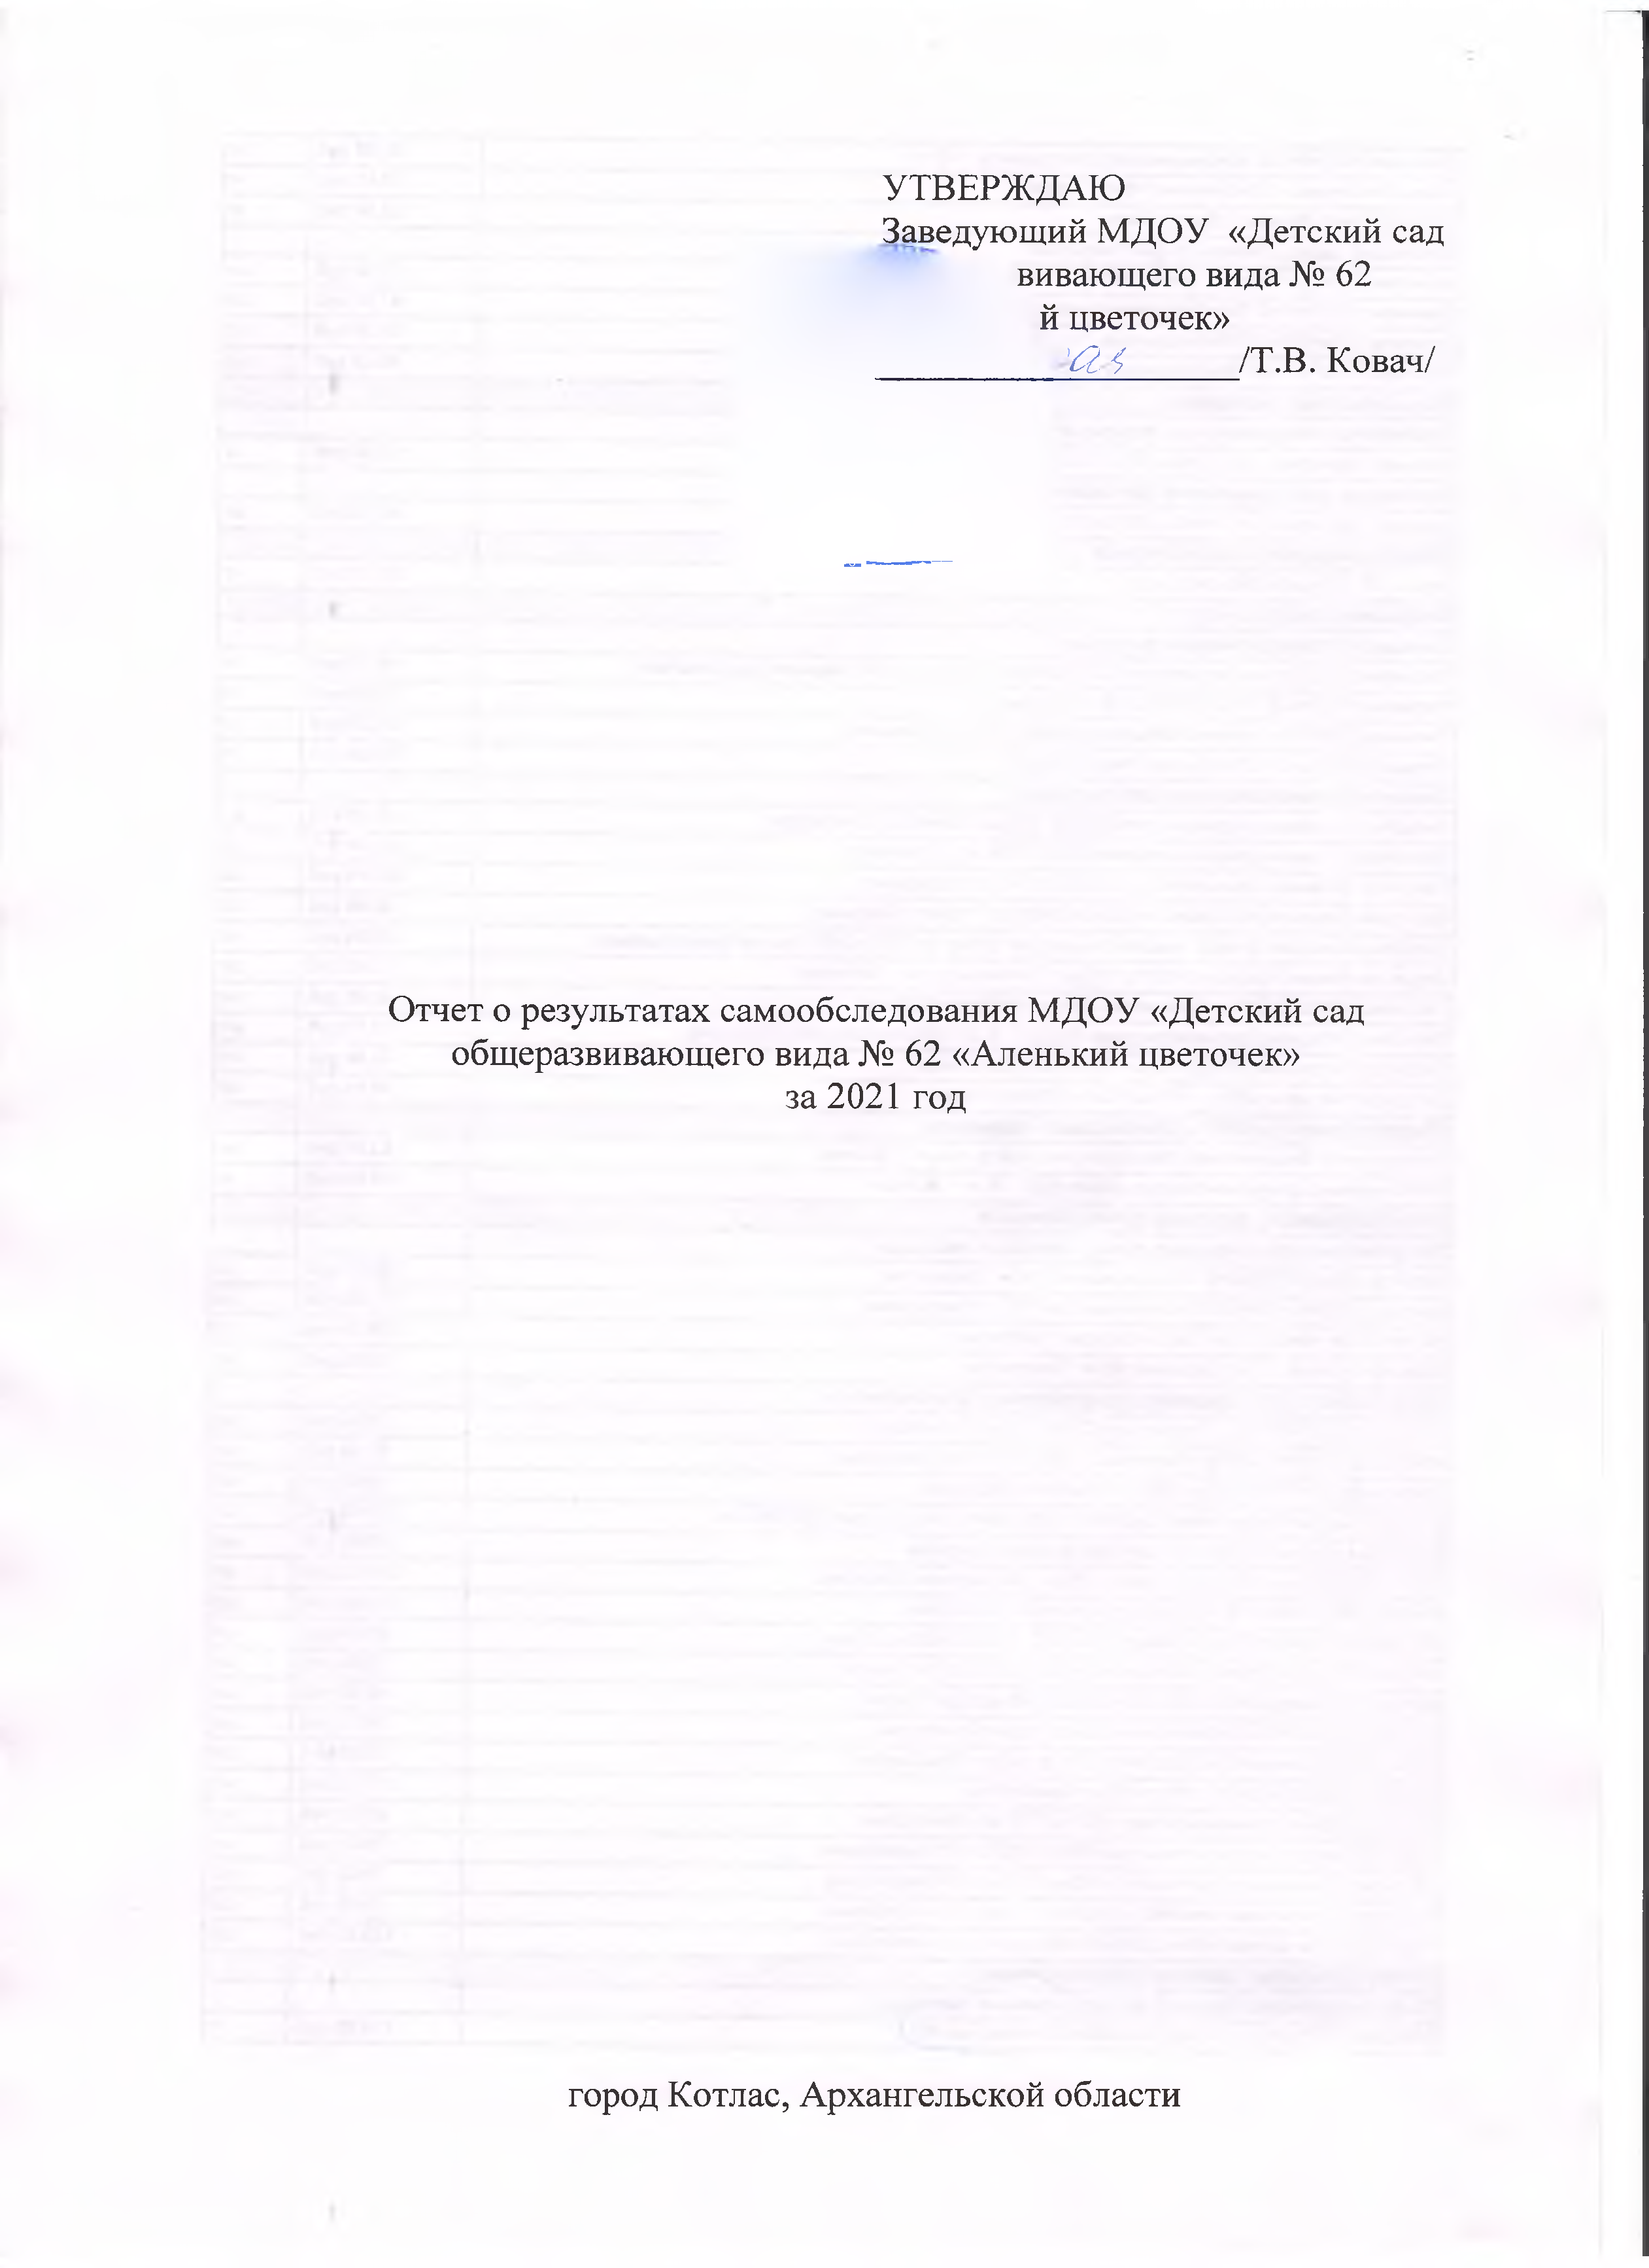 УТВЕРЖДАЮ
Заведующий МДОУ «Детский сад
вивающего вида № 62
й цветочек»
/Т.В. Ковач/
Отчет о результатах самообследования МДОУ «Детский сад
общеразвивающего вида № 62 «Аленький цветочек»
за 2021 год
город Котлас, Архангельской области